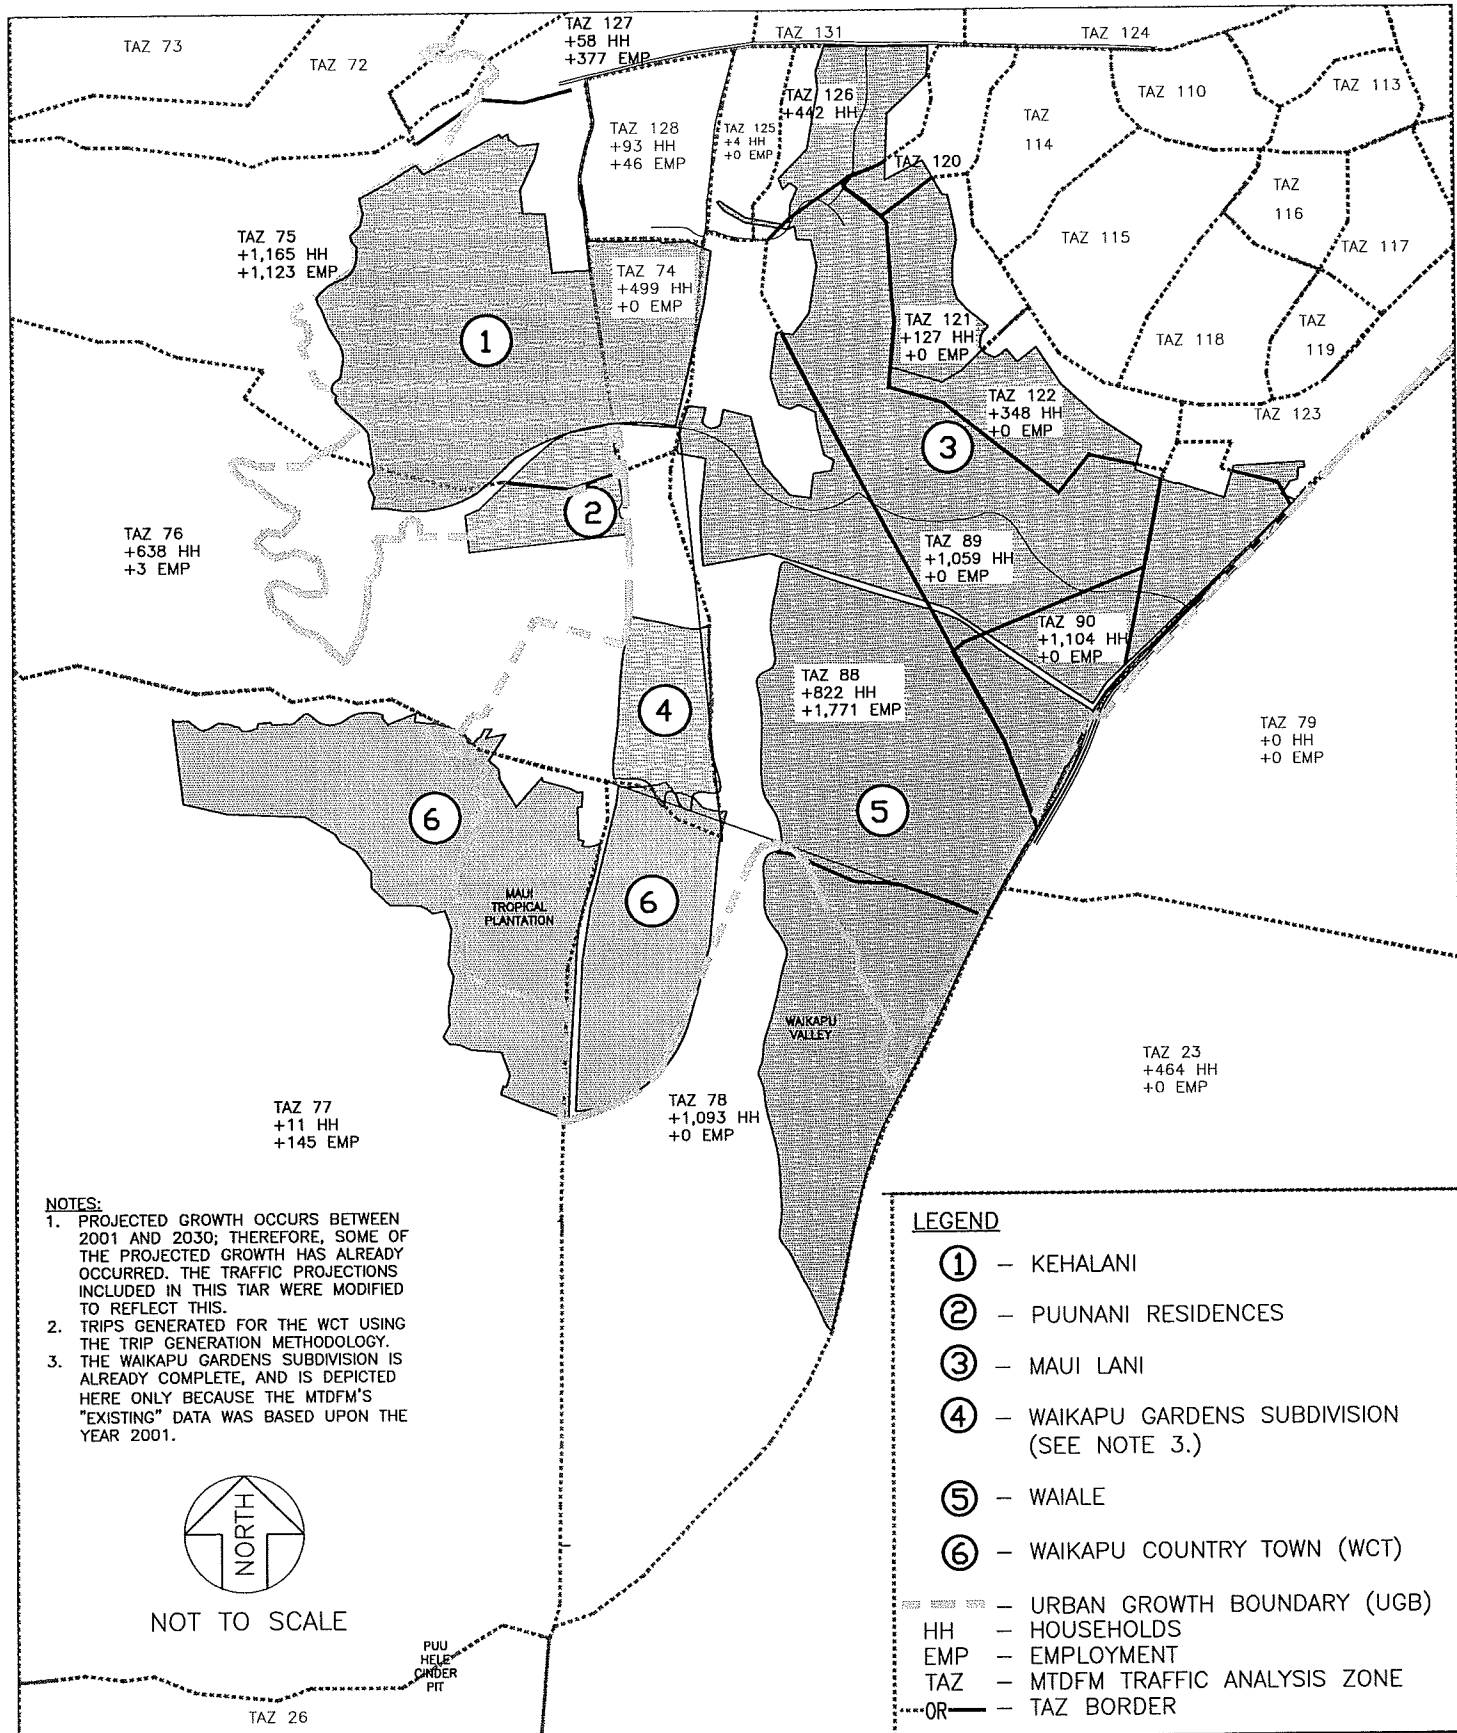 TAZ 73
TAZ 72
TAZ 127
+58 HH
+377 EMP
TAZ 131
TAZ 124
TAZ 128
+93 HH
+46 EMP
TAZ 125
+4 HH
+0 EMP
TAZ 126
+442 HH
TAZ 120
TAZ
114
TAZ 110
TAZ 113
TAZ
116
TAZ 115
TAZ 117
TAZ 75
+1,165 HH
+1,123 EMP
TAZ 74
+499 HH
+0 EMP
1
TAZ 121
+127 HH
+0 EMP
TAZ 118
TAZ
119
TAZ 122
+348 HH
+0 EMP
TAZ 123
3
2
TAZ 76
+638 HH
+3 EMP
TAZ 89
+1,059 HH
+0 EMP
TAZ 90
+1,104 HH
+0 EMP
TAZ 88
+822 HH
+1,771 EMP
4
TAZ 79
+0 HH
+0 EMP
6
5
MAUI
TROPICAL
PLANTATION
6
WAIKAPU
VALLEY
TAZ 23
+464 HH
+0 EMP
TAZ 77
+11 HH
+145 EMP
TAZ 78
+1,093 HH
+0 EMP
NOTES:
1. PROJECTED GROWTH OCCURS BETWEEN
2001 AND 2030; THEREFORE, SOME OF
THE PROJECTED GROWTH HAS ALREADY
OCCURRED. THE TRAFFIC PROJECTIONS
INCLUDED IN THIS TIAR WERE MODIFIED
TO REFLECT THIS.
2. TRIPS GENERATED FOR THE WCT USING
THE TRIP GENERATION METHODOLOGY.
3. THE WAIKAPU GARDENS SUBDIVISION IS
ALREADY COMPLETE, AND IS DEPICTED
HERE ONLY BECAUSE THE MTDFM'S
"EXISTING" DATA WAS BASED UPON THE
YEAR 2001.
NORTH
NOT TO SCALE
PUU
HELE
CINDER
PIT
TAZ 26
LEGEND
1 – KEHALANI
2 – PUUNANI RESIDENCES
3 – MAUI LANI
4 – WAIKAPU GARDENS SUBDIVISION
(SEE NOTE 3.)
5 – WAIALE
6 – WAIKAPU COUNTRY TOWN (WCT)
– URBAN GROWTH BOUNDARY (UGB)
HH – HOUSEHOLDS
EMP – EMPLOYMENT
TAZ – MTDFM TRAFFIC ANALYSIS ZONE
OR – TAZ BORDER